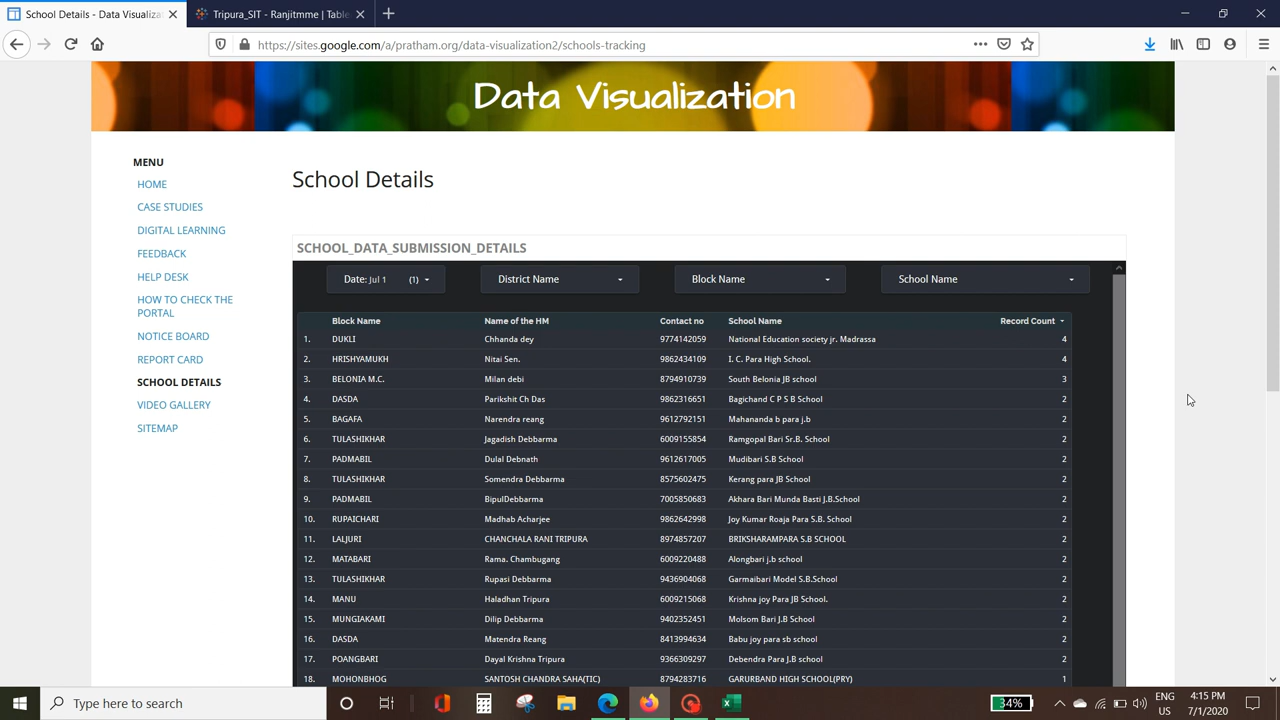 School Details - Data Visualiza
Tripura_SIT - Ranjitmme | Table
https://sites.google.com/a/pratham.org/data-visualization2/schools-tracking
Data Visualization
MENU
HOME
CASE STUDIES
DIGITAL LEARNING
FEEDBACK
HELP DESK
HOW TO CHECK THE
PORTAL
NOTICE BOARD
REPORT CARD
SCHOOL DETAILS
VIDEO GALLERY
SITEMAP
School Details
SCHOOL_DATA_SUBMISSION_DETAILS
Date: Jul 1 (1) District Name Block Name School Name
Block Name Name of the HM Contact no School Name Record Count
1. DUKLI Chhanda dey 9774142059 National Education society jr. Madrassa 4
2. HRISHYAMUKH Nitai Sen. 9862434109 I. C. Para High School. 4
3. BELONIA M.C. Milan debi 8794910739 South Belonia JB school 3
4. DASDA Parikshit Ch Das 9862316651 Bagichand C P S B School 2
5. BAGAFA Narendra reang 9612792151 Mahananda b para j.b 2
6. TULASHIKHAR Jagadish Debbarma 6009155854 Ramgopal Bari Sr.B. School 2
7. PADMABIL Dulal Debnath 9612617005 Mudibari S.B School 2
8. TULASHIKHAR Somendra Debbarma 8575602475 Kerang para JB School 2
9. PADMABIL BipulDebbarma 7005850683 Akhara Bari Munda Basti J.B.School 2
10. RUPAICHARI Madhab Acharjee 9862642998 Joy Kumar Roaja Para S.B. School 2
11. LALJURI CHANCHALA RANI TRIPURA 8974857207 BRIKSHARAMPARA S.B SCHOOL 2
12. MATABARI Rama. Chambugang 6009220488 Alongbari j.b school 2
13. TULASHIKHAR Rupasi Debbarma 9436904068 Garmaibari Model S.B.School 2
14. MANU Haladhan Tripura 6009215068 Krishna joy Para JB School. 2
15. MUNGIAKAMI Dilip Debbarma 9402352451 Molsom Bari J.B School 2
16. DASDA Matendra Reang 8413994634 Babu joy para sb school 2
17. POANGBARI Dayal Krishna Tripura 9366309297 Debendra Para J.B school 2
18. MOHONBHOG SANTOSH CHANDRA SAHA(TIC) 8794283716 GARURBAND HIGH SCHOOL(PRY) 1
Type here to search
34%
ENG
US
4:15 PM
7/1/2020